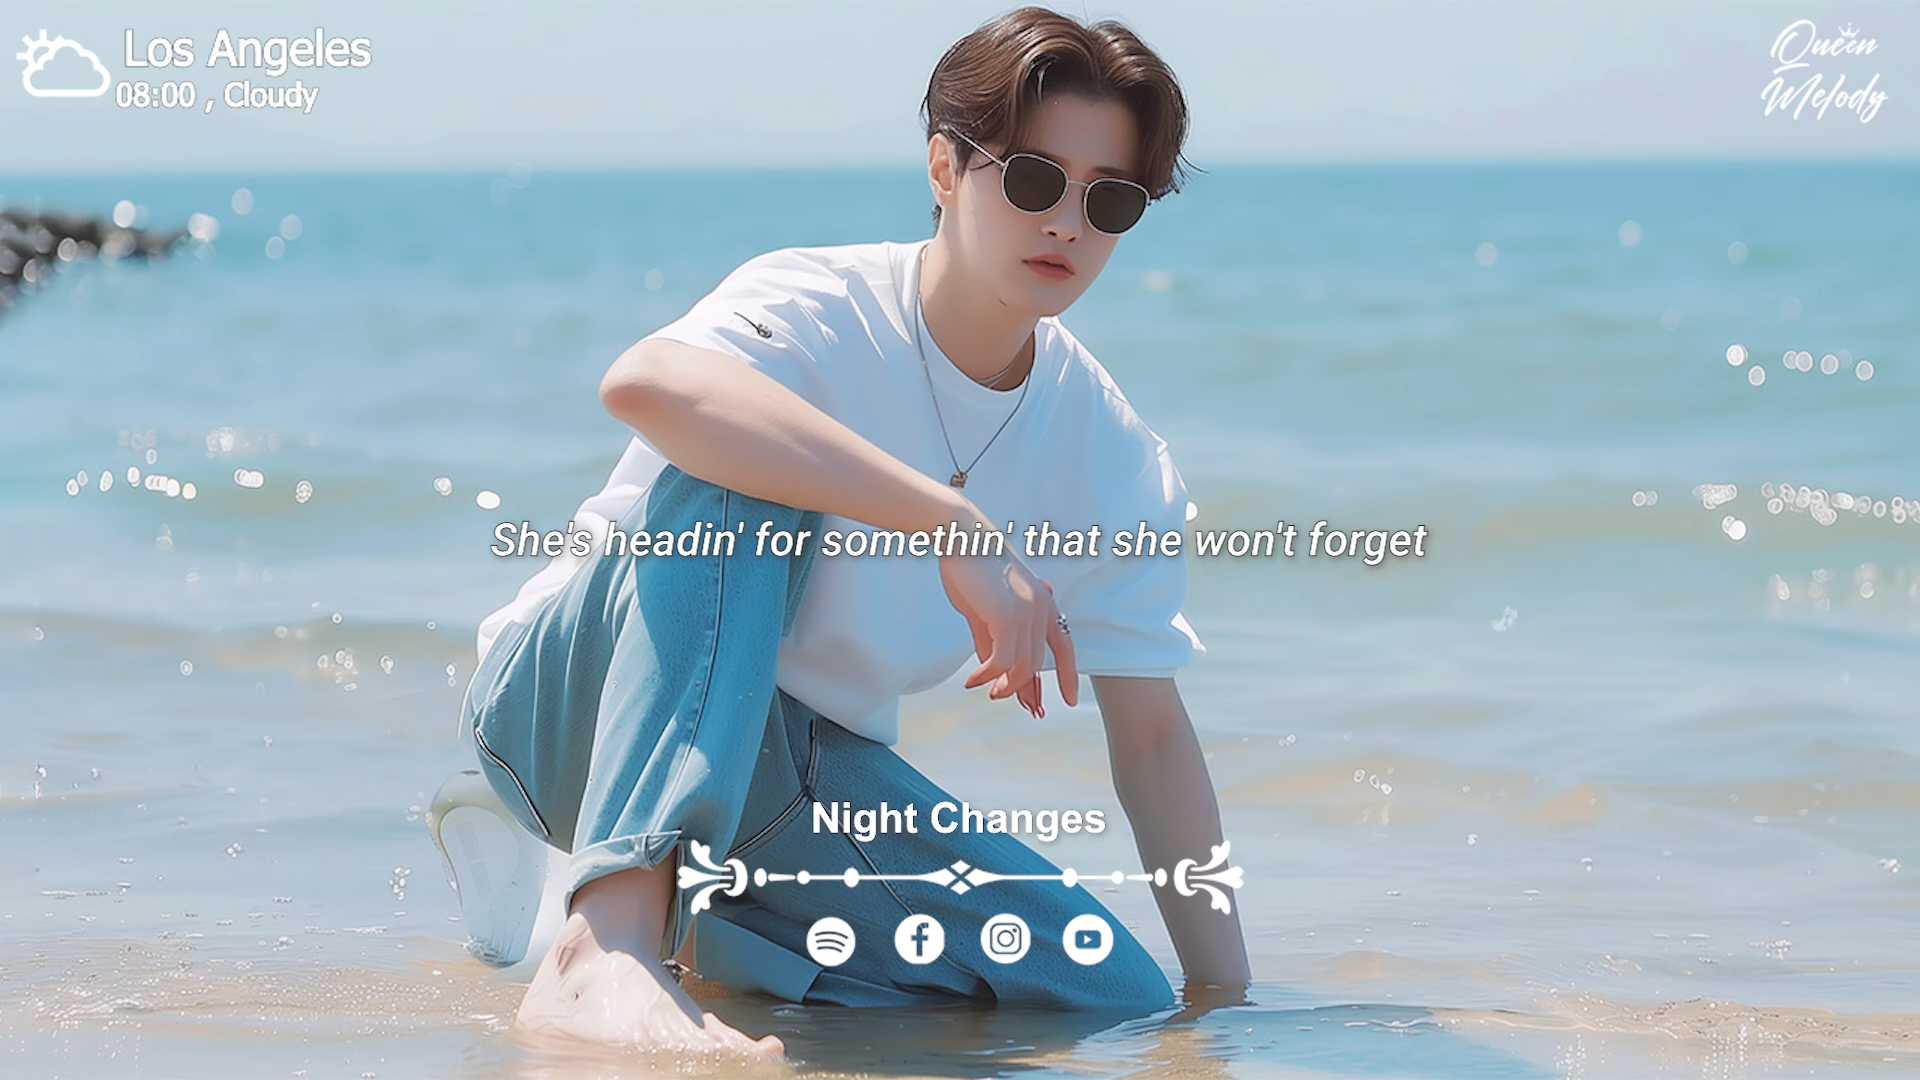 Los Angeles
08:00 , Cloudy
Queen
Melody
She's headin' for somethin' that she won't forget
Night Changes